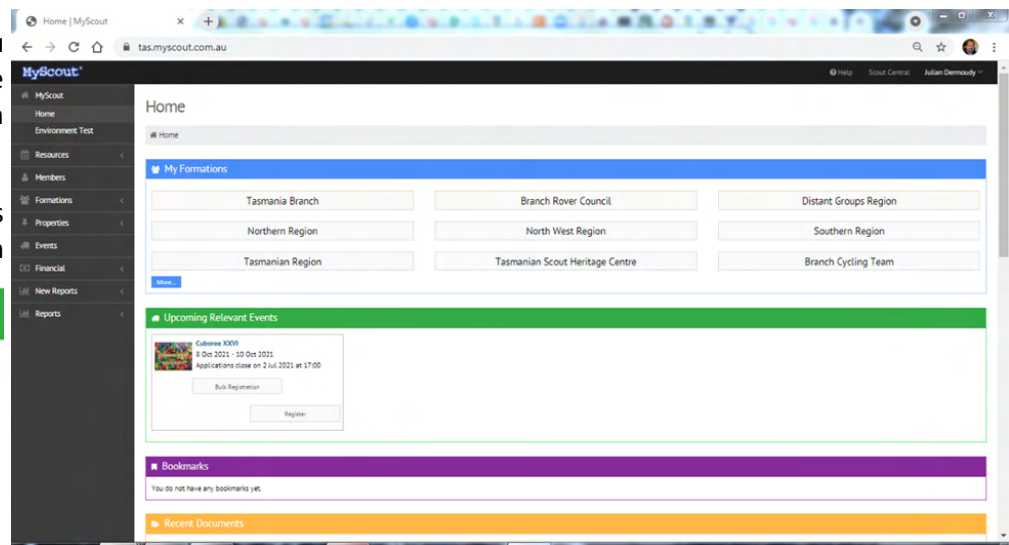 Home | MyScout
tas.myscout.com.au
MyScout
Help Scout Central Julian Dermoudy
MyScout
Home
Environment Test
Resources
Members
Formations
Properties
Events
Financial
New Reports
Reports
Home
Home
My Formations
Tasmania Branch Branch Rover Council Distant Groups Region
Northern Region North West Region Southern Region
Tasmanian Region Tasmanian Scout Heritage Centre Branch Cycling Team
More...
Upcoming Relevant Events
Cuboree XXVI
8 Oct 2021 - 10 Oct 2021
Applications close on 2 Jul 2021 at 17:00
Bulk Registration
Register
Bookmarks
You do not have any bookmarks yet.
Recent Documents